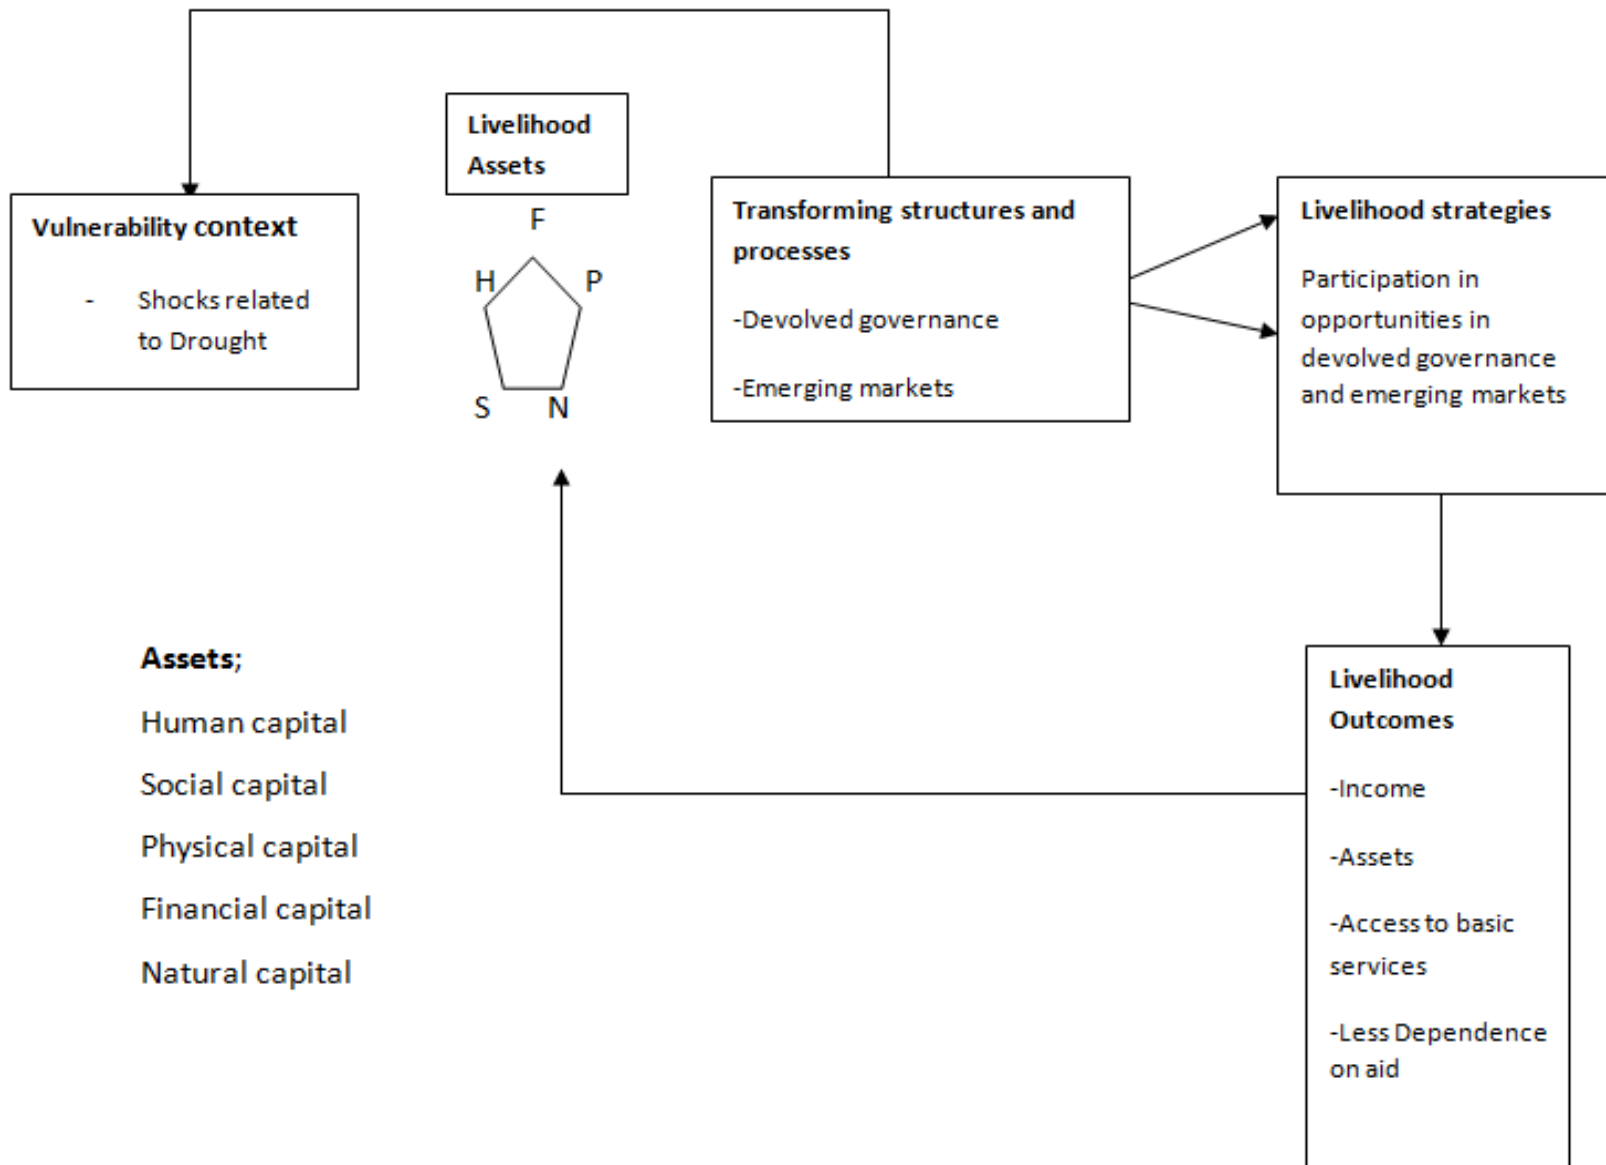 Livelihood
Assets
Vulnerability context
- Shocks related
to Drought
F
H
P
S
N
Transforming structures and
processes
-Devolved governance
-Emerging markets
Livelihood strategies
Participation in
opportunities in
devolved governance
and emerging markets
Assets;
Human capital
Social capital
Physical capital
Financial capital
Natural capital
Livelihood
Outcomes
-Income
-Assets
-Access to basic
services
-Less Dependence
on aid